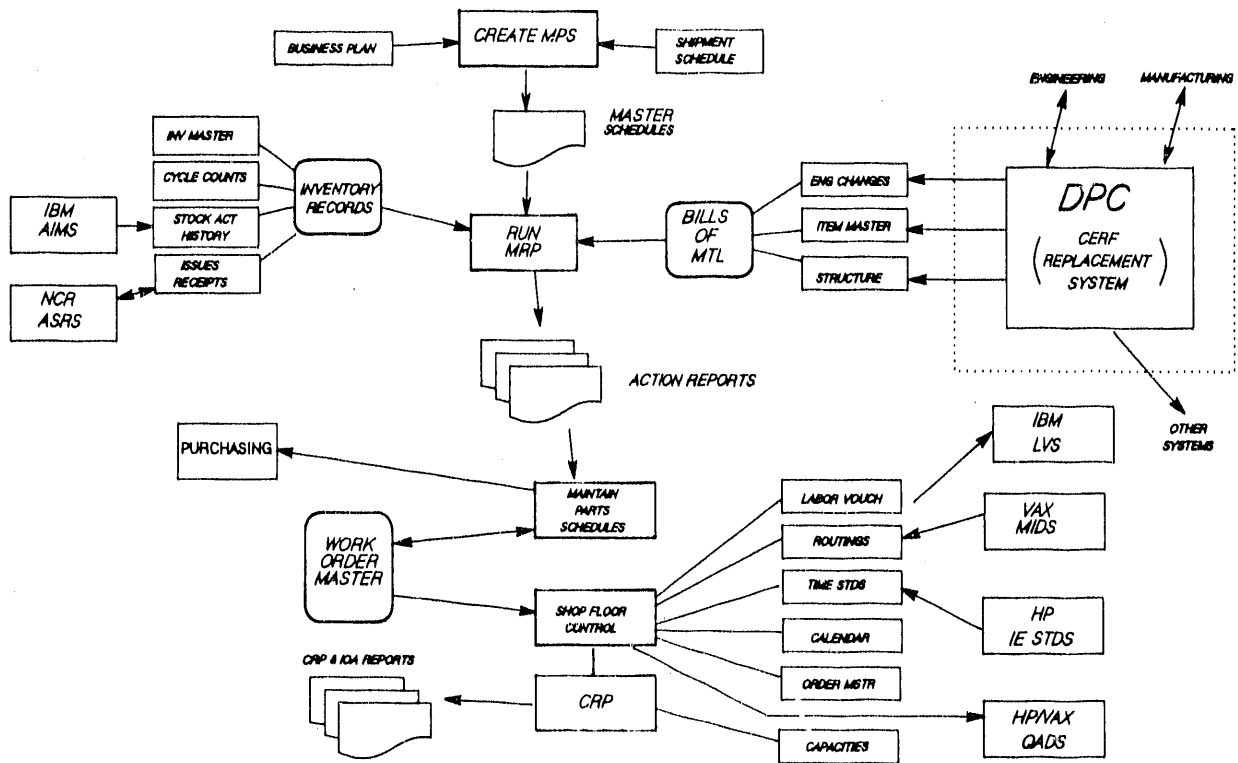 BUSINESS PLAN
CREATE MPS
SHIPMENT
SCHEDULE
MASTER
SCHEDULES
ENGINEERING
MANUFACTURING
INV MASTER
CYCLE COUNTS
STOCK ACT
HISTORY
ISSUES
RECEIPTS
IBM
AIMS
NCR
ASRS
INVENTORY
RECORDS
RUN
MRP
BILLS
OF
MTL
ENG CHANGES
ITEM MASTER
STRUCTURE
DPC
( CERF
REPLACEMENT
SYSTEM )
OTHER
SYSTEMS
ACTION REPORTS
PURCHASING
MAINTAIN
PARTS
SCHEDULES
WORK
ORDER
MASTER
SHOP FLOOR
CONTROL
CRP & IOA REPORTS
CRP
LABOR VOUCH
ROUTINGS
TIME STDS
CALENDAR
ORDER MSTR
CAPACITIES
IBM
LVS
VAX
MIDS
HP
IE STDS
HP/VAX
QADS